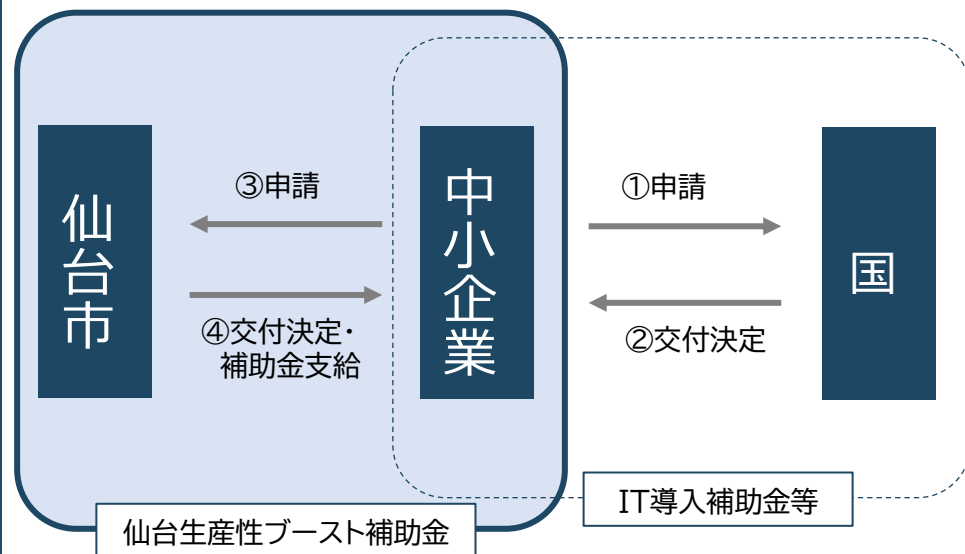 仙台市
③申請
④交付決定・
補助金支給
中小企業
①申請
②交付決定
国
IT導入補助金等
仙台生産性ブースト補助金